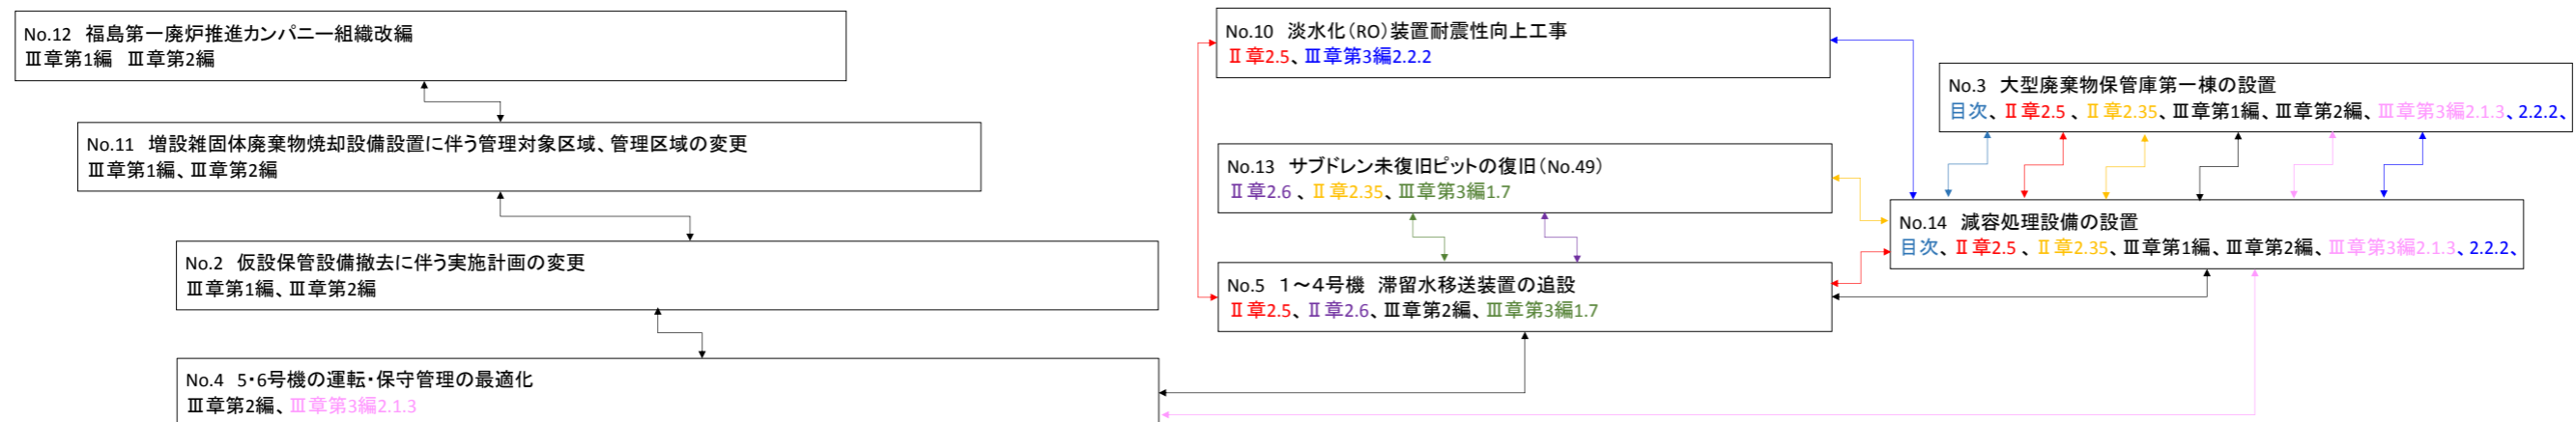 No.12 福島第一廃炉推進カンパニー組織改編
Ⅲ章第1編 Ⅲ章第2編
No.11 増設雑固体廃棄物焼却設備設置に伴う管理対象区域、管理区域の変更
Ⅲ章第1編、Ⅲ章第2編
No.2 仮設保管設備撤去に伴う実施計画の変更
Ⅲ章第1編、Ⅲ章第2編
No.4 5・6号機の運転・保守管理の最適化
Ⅲ章第2編、Ⅲ章第3編2.1.3
No.10 淡水化(RO)装置耐震性向上工事
Ⅱ章2.5、Ⅲ章第3編2.2.2
No.13 サブドレン未復旧ピットの復旧(No.49)
Ⅱ章2.6 、Ⅱ章2.35、Ⅲ章第3編1.7
No.5 1~4号機 滞留水移送装置の追設
Ⅱ章2.5、Ⅱ章2.6、Ⅲ章第2編、Ⅲ章第3編1.7
No.3 大型廃棄物保管庫第一棟の設置
目次、Ⅱ章2.5 、Ⅱ章2.35、Ⅲ章第1編、Ⅲ章第2編、Ⅲ章第3編2.1.3、2.2.2、
No.14 減容処理設備の設置
目次、Ⅱ章2.5 、Ⅱ章2.35、Ⅲ章第1編、Ⅲ章第2編、Ⅲ章第3編2.1.3、2.2.2、